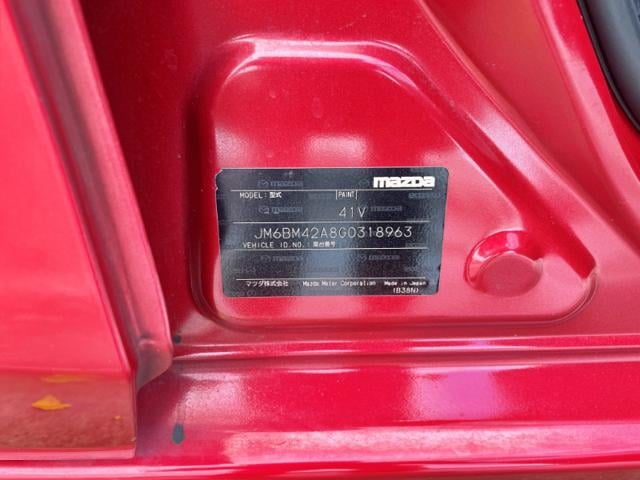 mazda
MODEL:型式 PAINT
41V
JM6BM42A8G0318963
VEHICLE ID.NO.:車台番号
マツダ株式会社 Mazda Motor Corporation Made in Japan
(B38N)